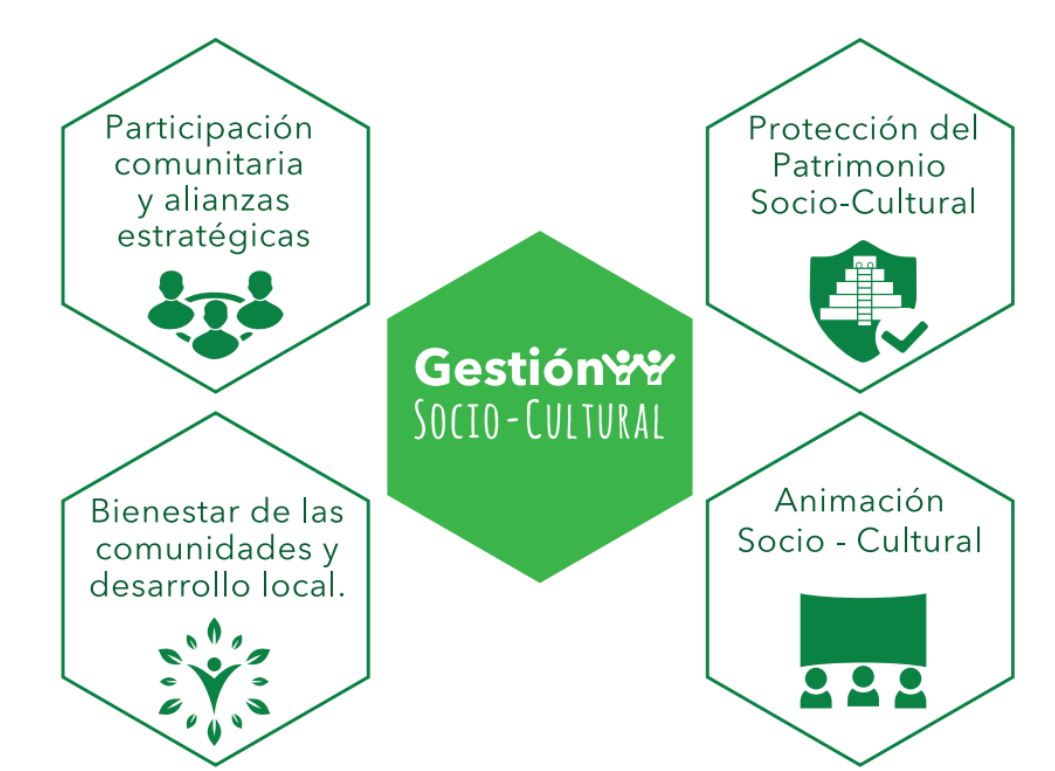 Participación
comunitaria
y alianzas
estratégicas
Protección del
Patrimonio
Socio-Cultural
Gestión
SOCIO-CULTURAL
Bienestar de las
comunidades y
desarrollo local.
Animación
Socio - Cultural